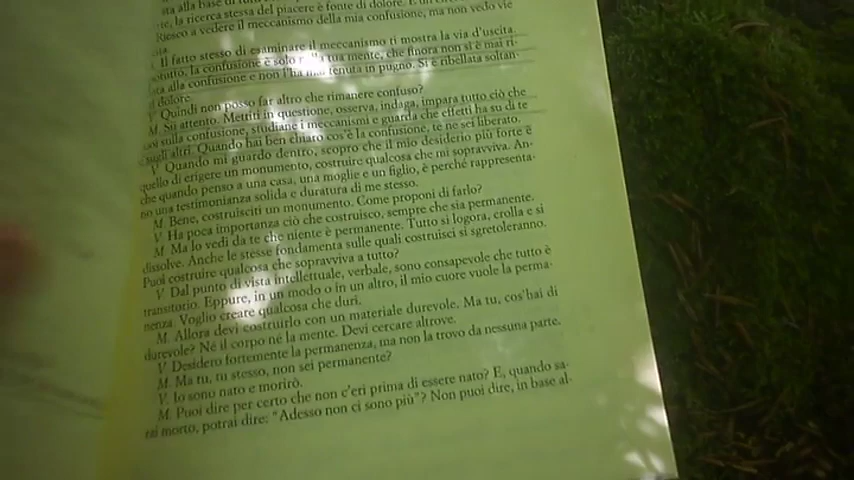 ta alla base di
te, la ricerca stessa del piacere è fonte di dolore. È un
Riesco a vedere il meccanismo della mia confusione, ma non vedo vie
ita.
Il fatto stesso di esaminare il meccanismo ti mostra la via d'uscita.
tutto, la confusione è solo tua mente, che finora non si è mai ri-
ata alla confusione e non l'ha mai tenuta in pugno. Si è ribellata soltan-
dolore.
V. Quindi non posso far altro che rimanere confuso?
M. Sii attento. Mettiti in questione, osserva, indaga, impara tutto ciò che
uoi sulla confusione, studiane i meccanismi e guarda che effetti ha su di te
e sugli altri. Quando hai ben chiaro cos'è la confusione, te ne sei liberato.
V. Quando mi guardo dentro, scopro che il mio desiderio più forte è
quello di erigere un monumento, costruire qualcosa che mi sopravviva. An-
che quando penso a una casa, una moglie e un figlio, è perché rappresenta-
no una testimonianza solida e duratura di me stesso.
M. Bene, costruisciti un monumento. Come proponi di farlo?
V. Ha poca importanza ciò che costruisco, sempre che sia permanente.
M. Ma lo vedi da te che niente è permanente. Tutto si logora, crolla e si
dissolve. Anche le stesse fondamenta sulle quali costruisci si sgretoleranno.
Puoi costruire qualcosa che sopravviva a tutto?
V. Dal punto di vista intellettuale, verbale, sono consapevole che tutto è
transitorio. Eppure, in un modo o in un altro, il mio cuore vuole la perma-
nenza. Voglio creare qualcosa che duri.
M. Allora devi costruirlo con un materiale durevole. Ma tu, cos'hai di
durevole? Né il corpo né la mente. Devi cercare altrove.
V. Desidero fortemente la permanenza, ma non la trovo da nessuna parte.
M. Ma tu, tu stesso, non sei permanente?
V. Io sono nato e morirò.
M. Puoi dire per certo che non c'eri prima di essere nato? E, quando sa-
rai morto, potrai dire: "Adesso non ci sono più"? Non puoi dire, in base al-